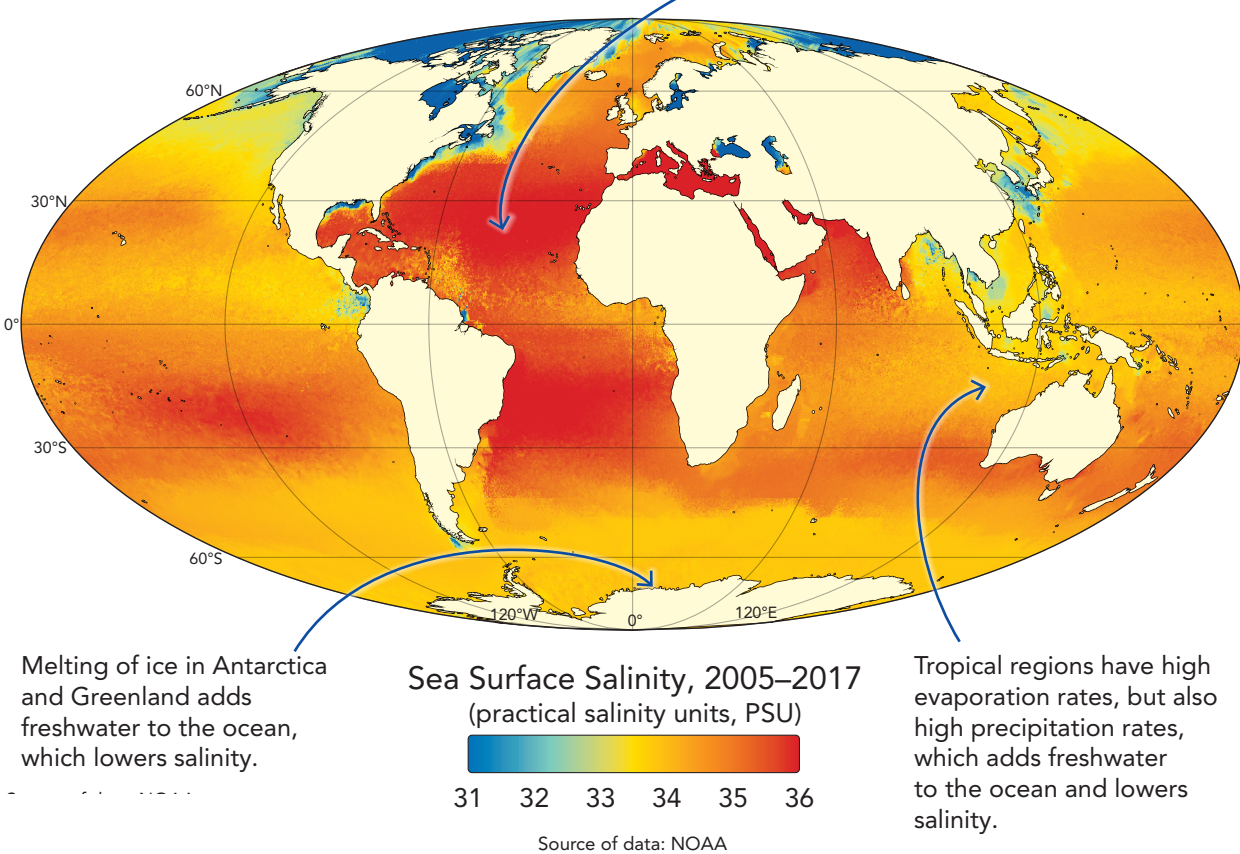 60°N
30°N
0°
30°S
60°S
120°W
0°
120°E
Melting of ice in Antarctica
and Greenland adds
freshwater to the ocean,
which lowers salinity.
Sea Surface Salinity, 2005–2017
(practical salinity units, PSU)
31 32 33 34 35 36
Source of data: NOAA
Tropical regions have high
evaporation rates, but also
high precipitation rates,
which adds freshwater
to the ocean and lowers
salinity.